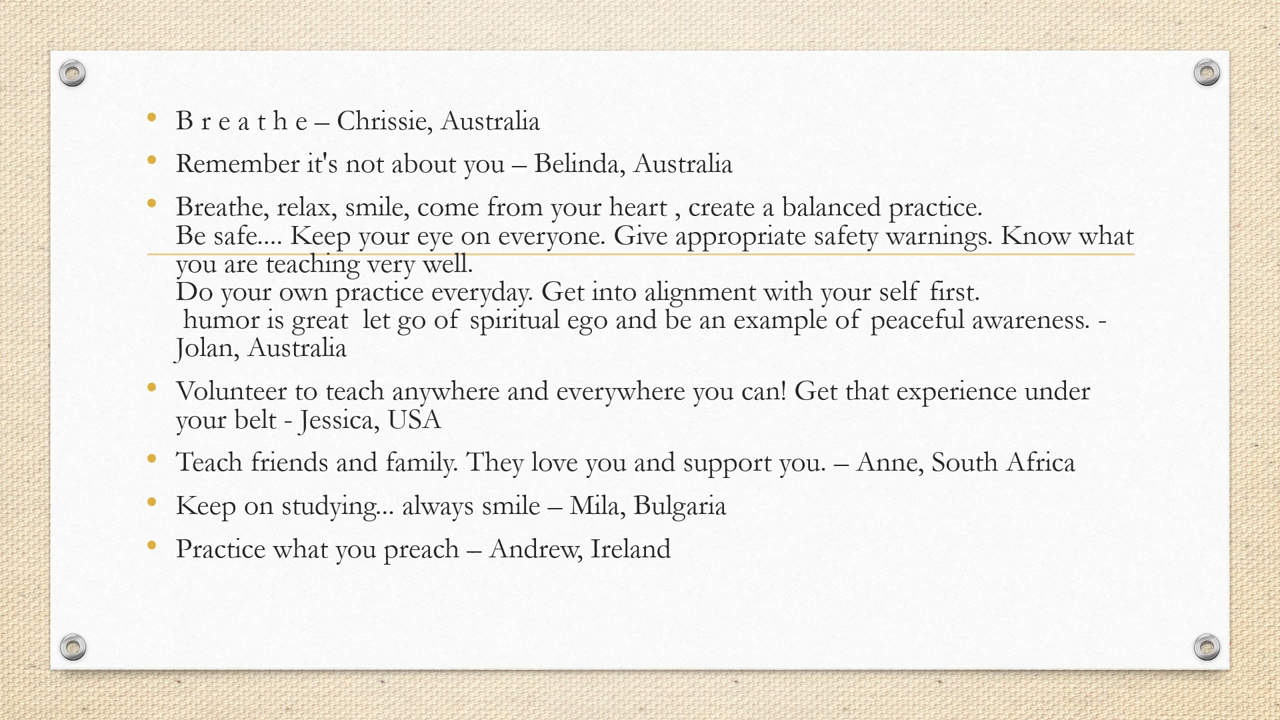 • B r e a t h e – Chrissie, Australia
• Remember it's not about you – Belinda, Australia
• Breathe, relax, smile, come from your heart , create a balanced practice.
Be safe.... Keep your eye on everyone. Give appropriate safety warnings. Know what
you are teaching very well.
Do your own practice everyday. Get into alignment with your self first.
humor is great let go of spiritual ego and be an example of peaceful awareness. -
Jolan, Australia
• Volunteer to teach anywhere and everywhere you can! Get that experience under
your belt - Jessica, USA
• Teach friends and family. They love you and support you. – Anne, South Africa
• Keep on studying... always smile – Mila, Bulgaria
• Practice what you preach – Andrew, Ireland